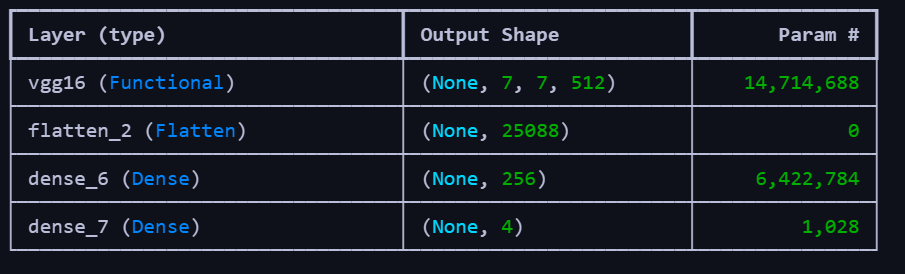 Layer (type) Output Shape Param #
vgg16 (Functional) (None, 7, 7, 512) 14,714,688
flatten_2 (Flatten) (None, 25088) 0
dense_6 (Dense) (None, 256) 6,422,784
dense_7 (Dense) (None, 4) 1,028